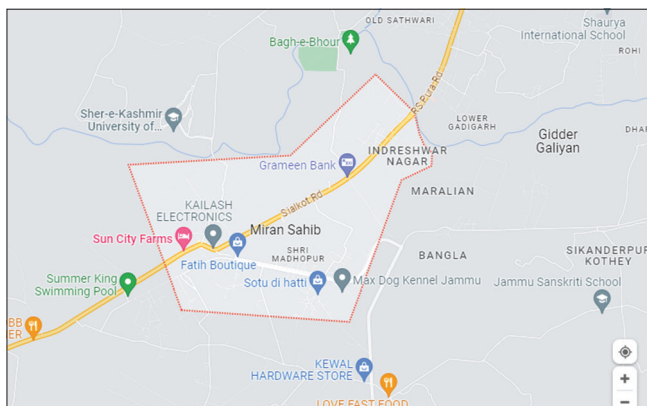 OLD SATHWARI
Shaurya
International School
Bagh-e-Bhour
ROHI
RS Pura Rd
Sher-e-Kashmir
University of...
LOWER
GADIGARH
Gidder
Galiyan
INDRESHWAR
NAGAR
Grameen Bank
MARALIAN
Sialkot Rd
KAILASH
ELECTRONICS
Sun City Farms
Miran Sahib
Fatih Boutique
SHRI
MADHOPUR
BANGLA
SIKANDERPUR
KOTHEY
Summer King
Swimming Pool
Sotu di hatti
Max Dog Kennel Jammu
Jammu Sanskriti School
BB
ER
KEWAL
HARDWARE STORE
LOVE FAST FOOD